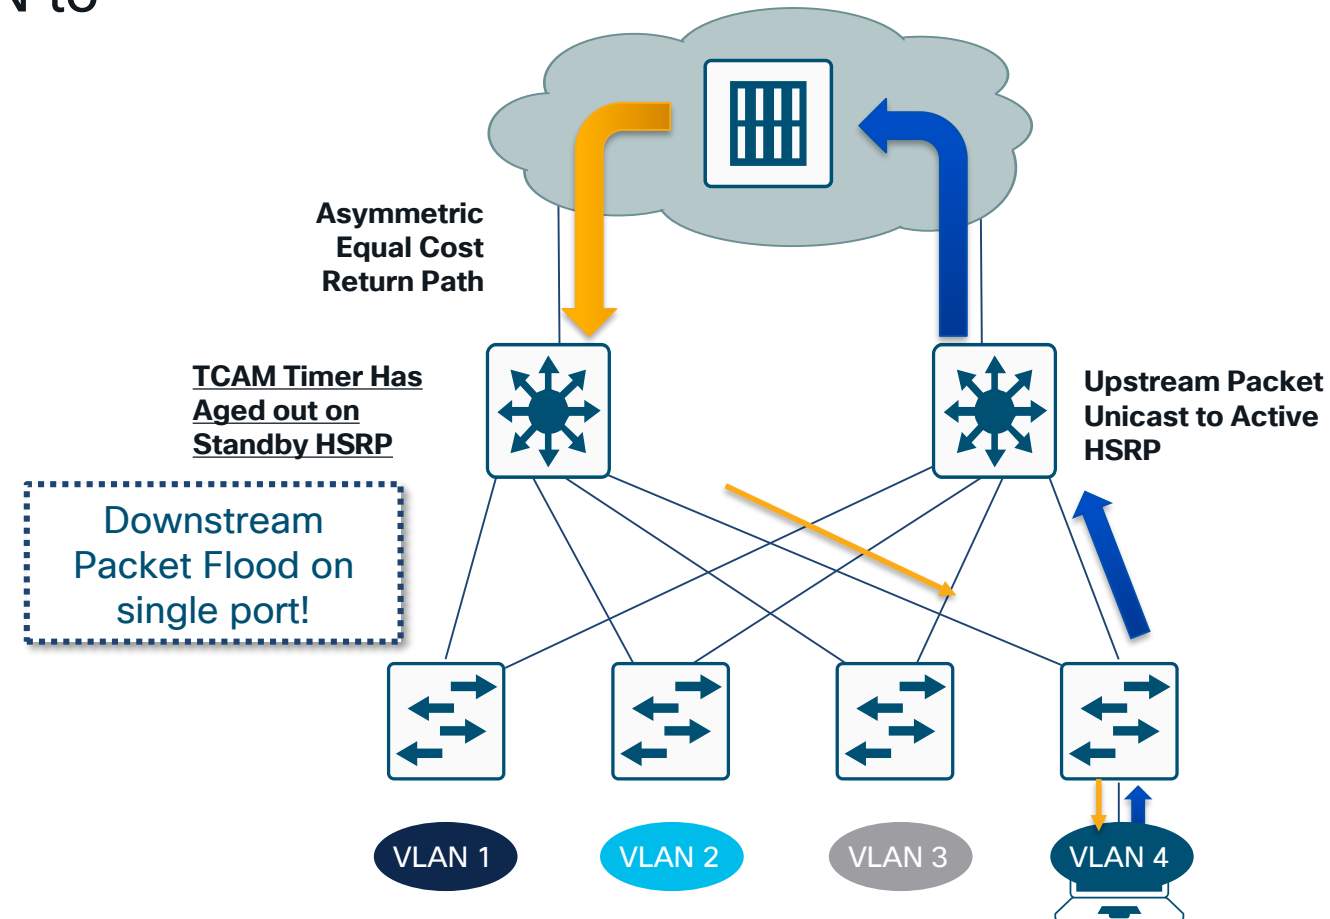 N to
Asymmetric
Equal Cost
Return Path
TCAM Timer Has
Aged out on
Standby HSRP
Upstream Packet
Unicast to Active
HSRP
Downstream
Packet Flood on
single port!
VLAN 1
VLAN 2
VLAN 3
VLAN 4